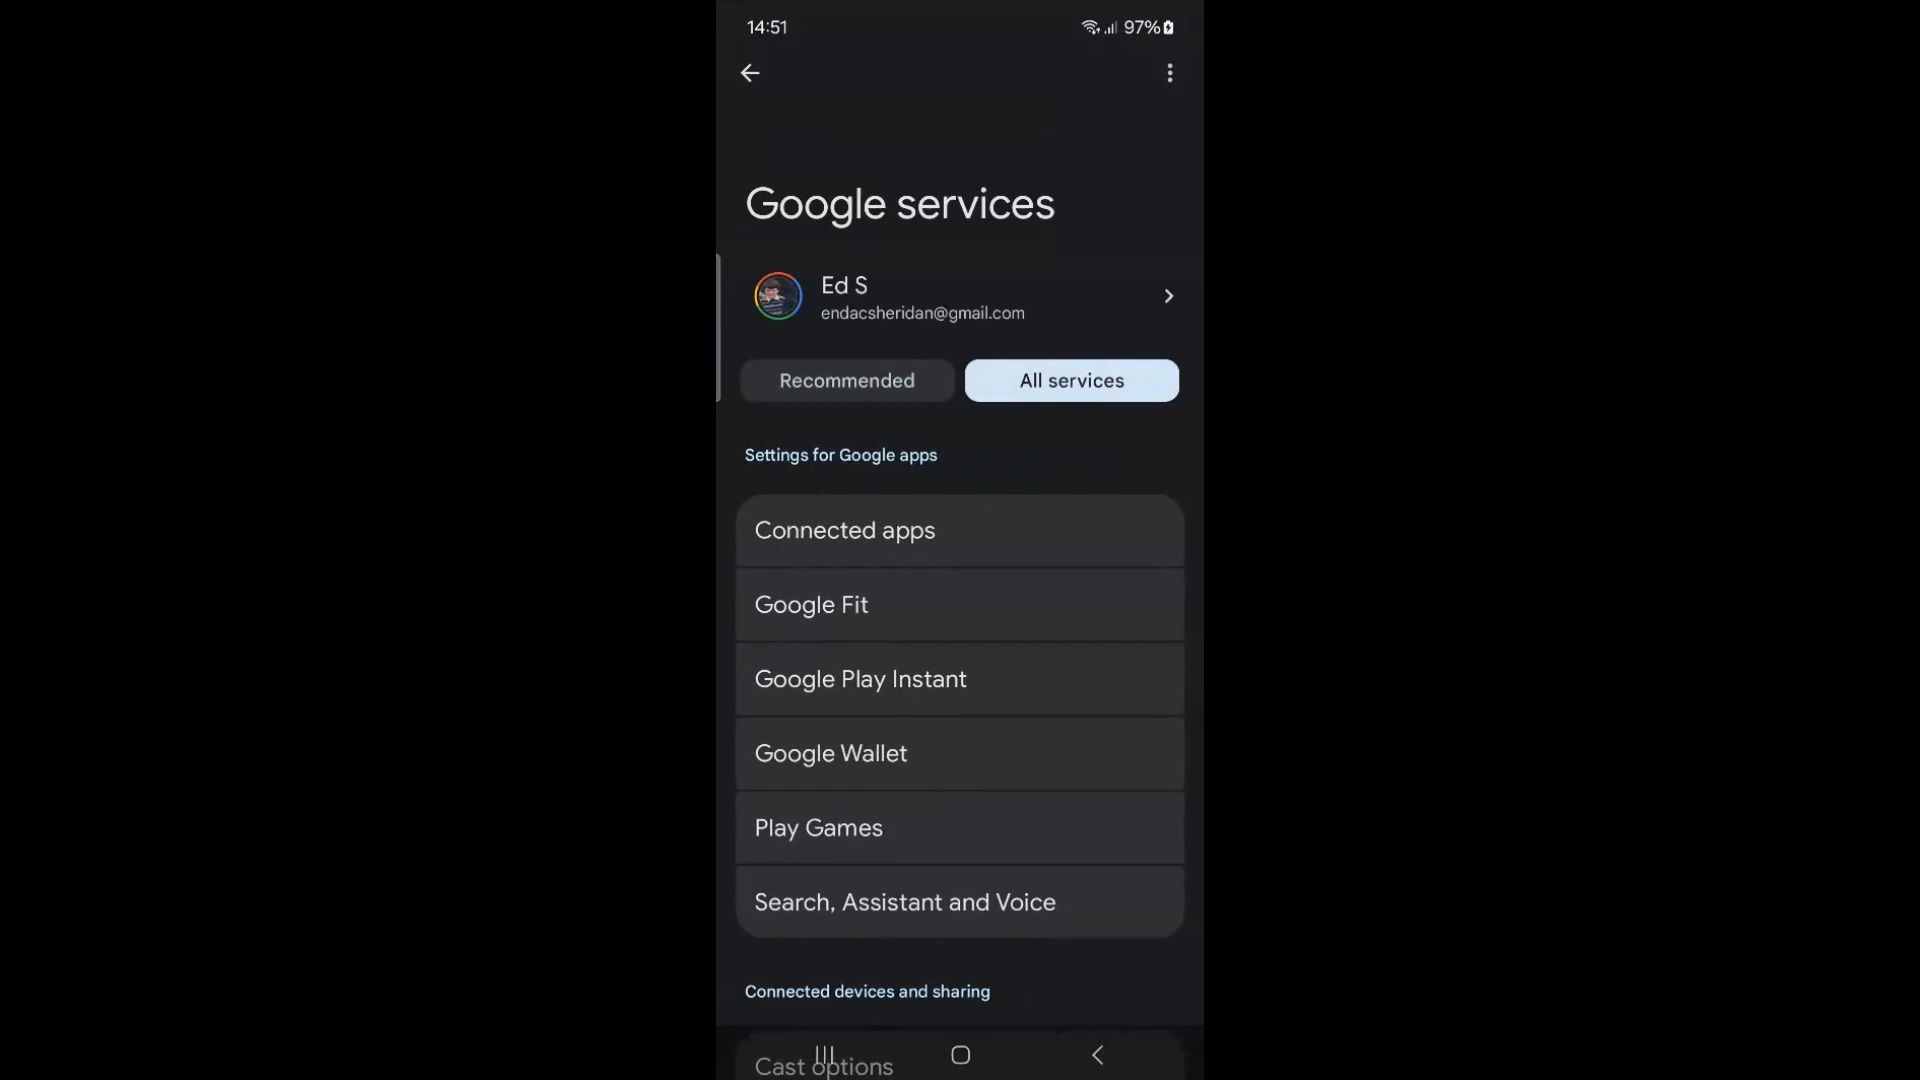 14:51
97%
Google services
Ed S
endacsheridan@gmail.com
Recommended
All services
Settings for Google apps
Connected apps
Google Fit
Google Play Instant
Google Wallet
Play Games
Search, Assistant and Voice
Connected devices and sharing
Cast options